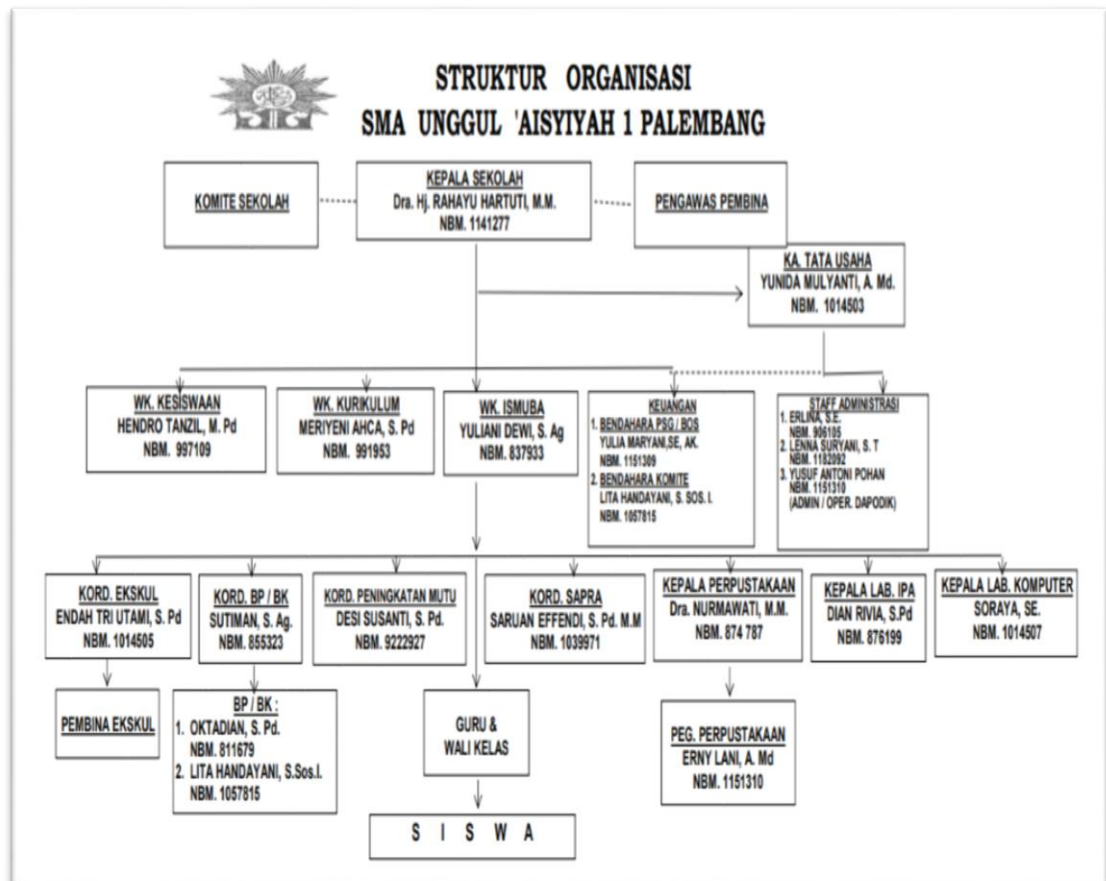 STRUKTUR ORGANISASI
SMA UNGGUL 'AISYIYAH 1 PALEMBANG
KOMITE SEKOLAH
KEPALA SEKOLAH
Dra. Hj. RAHAYU HARTUTI, M.M.
NBM. 1141277
PENGAWAS PEMBINA
KA. TATA USAHA
YUNIDA MULYANTI, A. Md.
NBM. 1014503
WK. KESISWAAN
HENDRO TANZIL, M. Pd
NBM. 997109
WK. KURIKULUM
MERIYENI AHCA, S. Pd
NBM. 991953
WK. ISMUBA
YULIANI DEWI, S. Ag
NBM. 837933
KEUANGAN
1. BENDAHARA PSG / BOS
YULIA MARYANI,SE, AK.
NBM. 1151309
2. BENDAHARA KOMITE
LITA HANDAYANI, S. SOS. I.
NBM. 1057815
STAFF ADMINISTRASI
1. ERLINA, S.E.
NBM. 906105
2. LENNA SURYANI, S. T
NBM. 1182092
3. YUSUF ANTONI POHAN
NBM. 1151310
(ADMIN / OPER. DAPODIK)
KORD. EKSKUL
ENDAH TRI UTAMI, S. Pd
NBM. 1014505
KORD. BP / BK
SUTIMAN, S. Ag.
NBM. 855323
KORD. PENINGKATAN MUTU
DESI SUSANTI, S. Pd.
NBM. 9222927
KORD. SAPRA
SARUAN EFFENDI, S. Pd. M.M
NBM. 1039971
KEPALA PERPUSTAKAAN
Dra. NURMAWATI, M.M.
NBM. 874 787
KEPALA LAB. IPA
DIAN RIVIA, S.Pd
NBM. 876199
KEPALA LAB. KOMPUTER
SORAYA, SE.
NBM. 1014507
PEMBINA EKSKUL
BP / BK :
1. OKTADIAN, S. Pd.
NBM. 811679
2. LITA HANDAYANI, S.Sos.I.
NBM. 1057815
GURU &
WALI KELAS
PEG. PERPUSTAKAAN
ERNY LANI, A. Md
NBM. 1151310
S I S W A